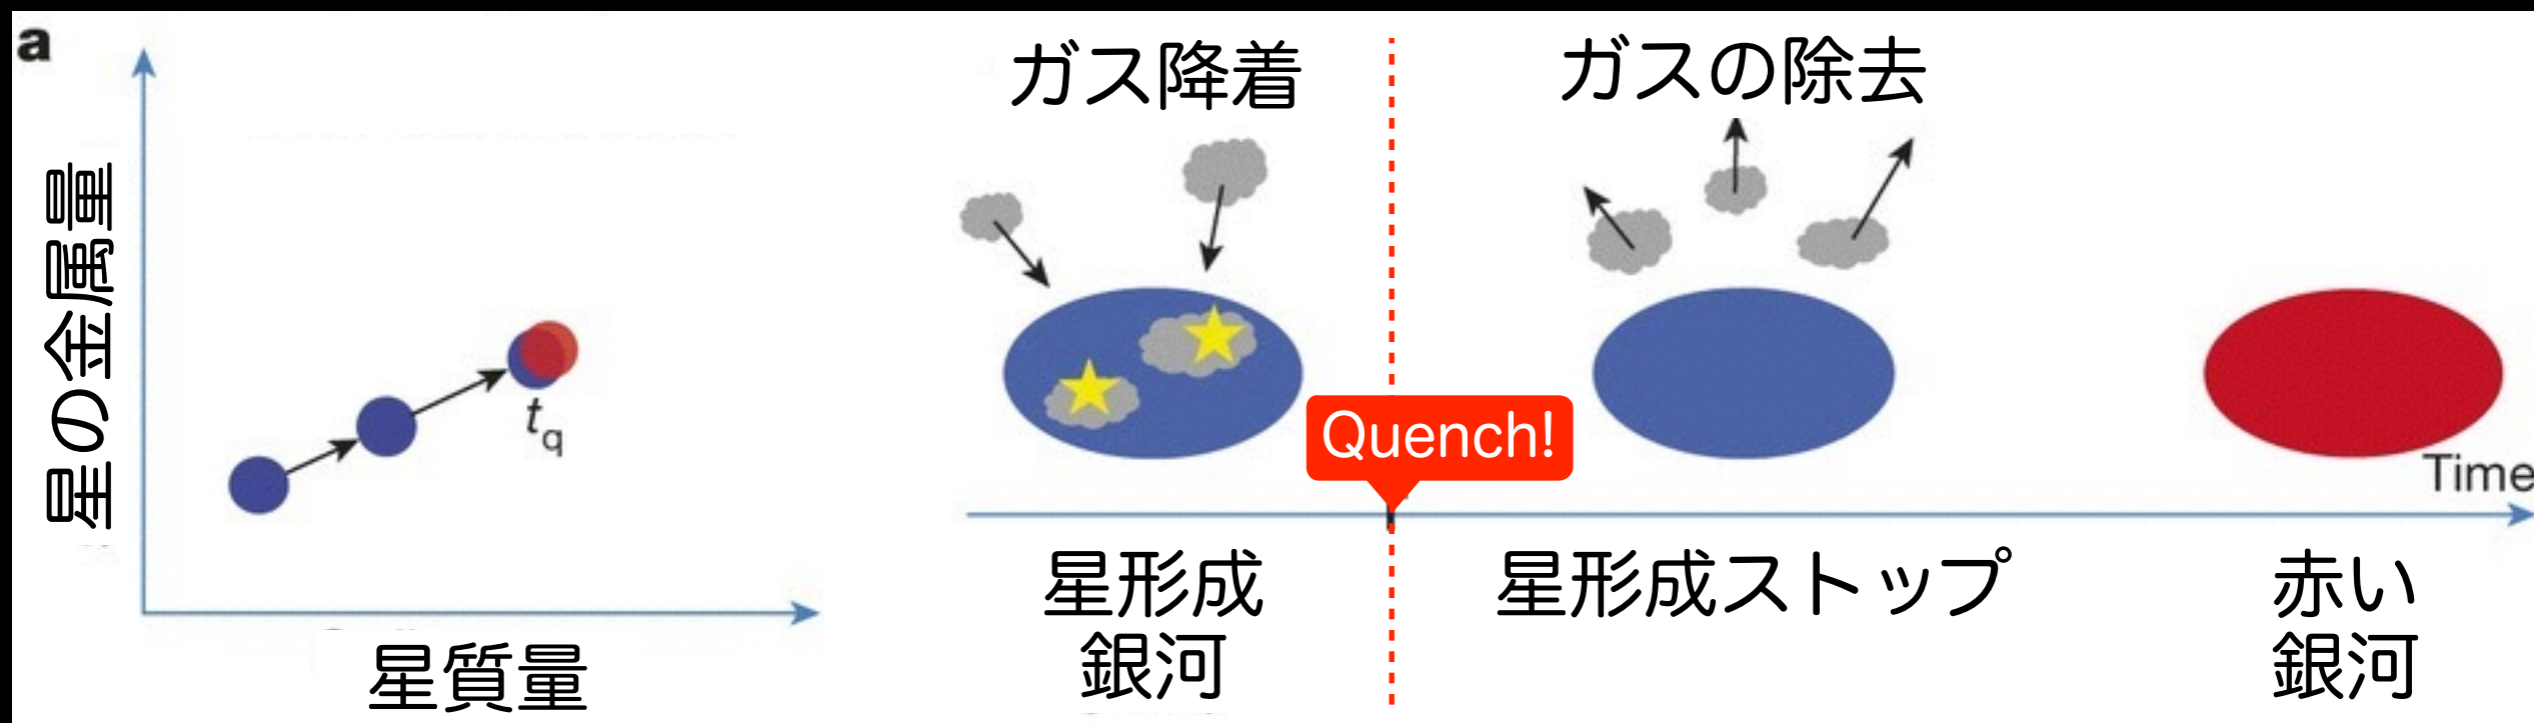 a
星の金属量
t_q
星質量
ガス降着
ガスの除去
Quench!
Time
星形成
銀河
星形成ストップ
赤い
銀河